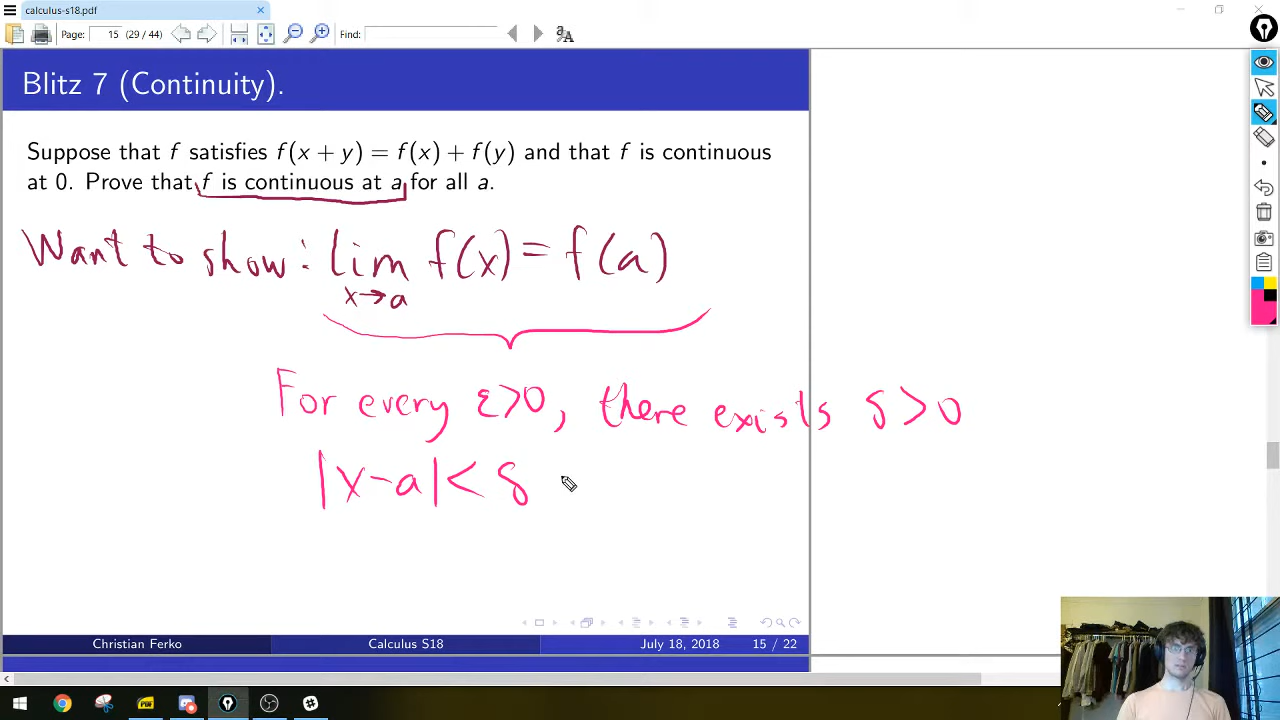 calculus-s18.pdf
Page: 15 (29 / 44) Find:
Blitz 7 (Continuity).
Suppose that f satisfies f(x + y) = f(x) + f(y) and that f is continuous
at 0. Prove that f is continuous at a for all a.
Want to show: lim f(x) = f(a)
x→a
For every ε>0, there exists δ>0
|x-a|<δ
Christian Ferko Calculus S18 July 18, 2018 15 / 22